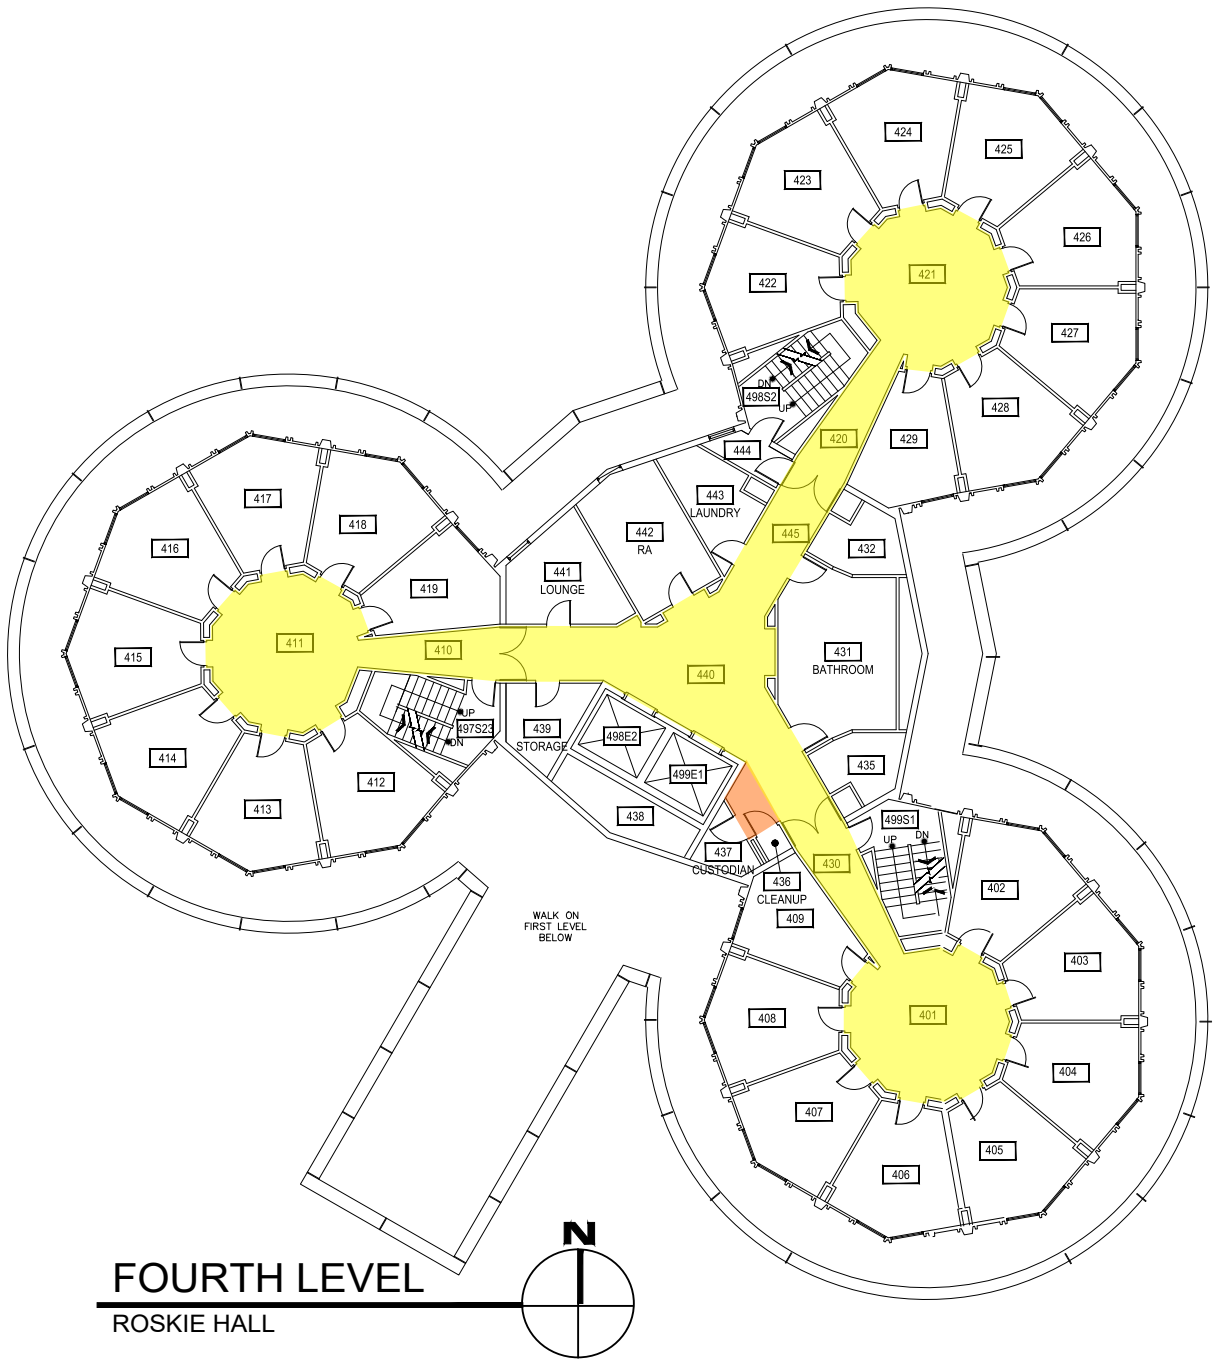 424
425
423
426
421
422
427
DN
498S2
UP
428
420
429
444
417
443
LAUNDRY
418
442
RA
445
416
432
441
LOUNGE
419
411
410
431
BATHROOM
415
440
UP
497S23
DN
439
STORAGE
498E2
414
435
499E1
412
413
438
499S1
UP
DN
437
CUSTODIAN
430
436
CLEANUP
402
409
WALK ON
FIRST LEVEL
BELOW
403
408
401
404
407
405
406
N
FOURTH LEVEL
ROSKIE HALL